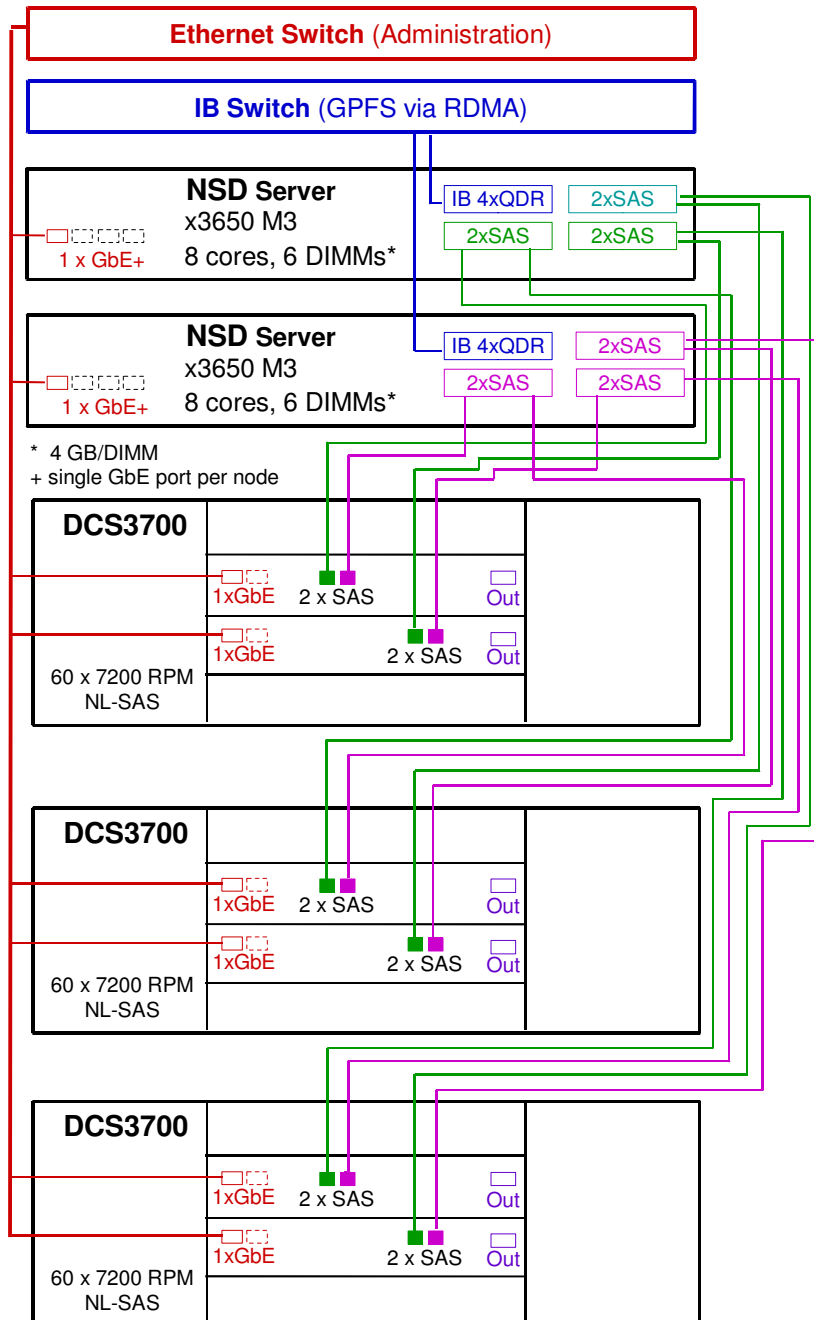 Ethernet Switch (Administration)
IB Switch (GPFS via RDMA)
NSD Server
x3650 M3
8 cores, 6 DIMMs*
1 x GbE+
IB 4xQDR
2xSAS
2xSAS
2xSAS
NSD Server
x3650 M3
8 cores, 6 DIMMs*
1 x GbE+
IB 4xQDR
2xSAS
2xSAS
2xSAS
* 4 GB/DIMM
+ single GbE port per node
DCS3700
1xGbE
2 x SAS
Out
1xGbE
2 x SAS
Out
60 x 7200 RPM
NL-SAS
DCS3700
1xGbE
2 x SAS
Out
1xGbE
2 x SAS
Out
60 x 7200 RPM
NL-SAS
DCS3700
1xGbE
2 x SAS
Out
1xGbE
2 x SAS
Out
60 x 7200 RPM
NL-SAS